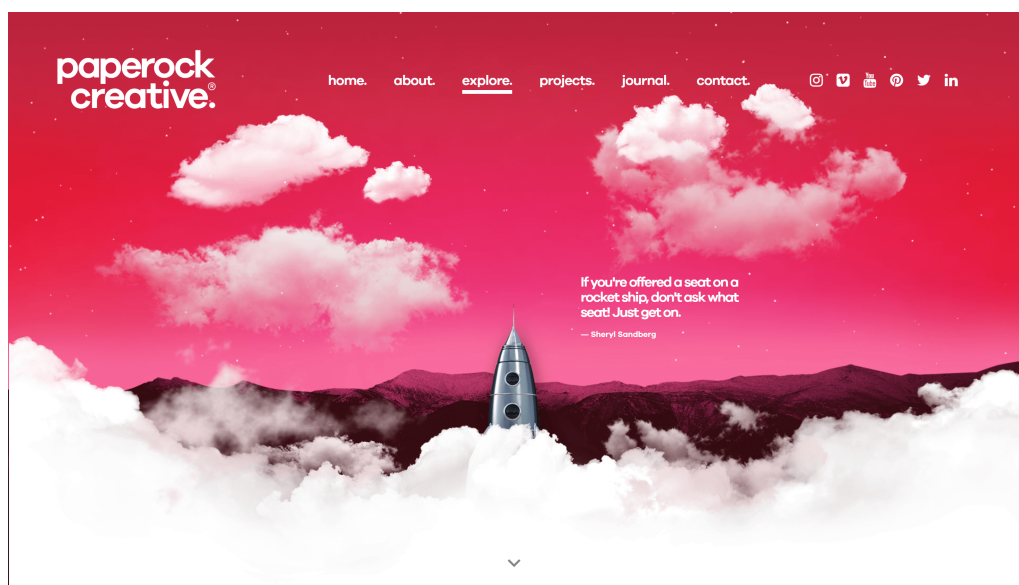 paperock
creative.®
home. about. explore. projects. journal. contact.
You
Tube
in
If you're offered a seat on a
rocket ship, don't ask what
seat! Just get on.
— Sheryl Sandberg